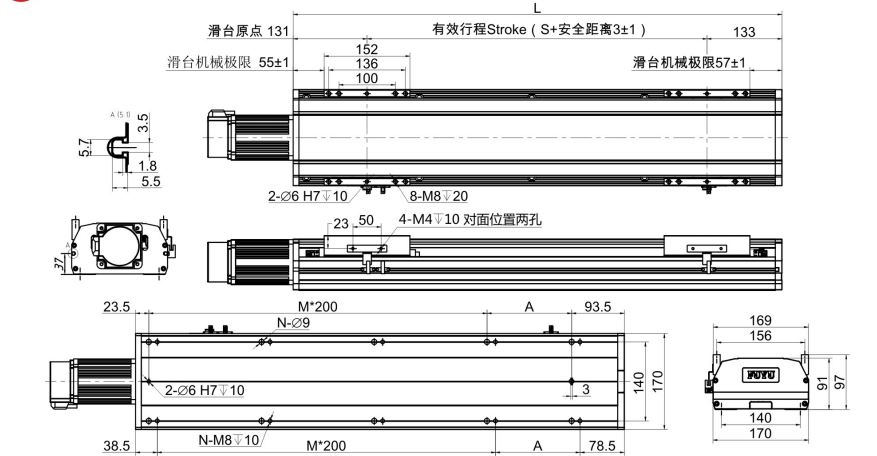 L
滑台原点 131
有效行程Stroke（S+安全距离3±1）
133
152
滑台机械极限 55±1
滑台机械极限57±1
136
100
A (5.1)
3.5
5.7
1.8
5.5
2-∅6 H7↧10
8-M8↧20
23
50
4-M4↧10 对面位置两孔
A
37
23.5
M*200
A
93.5
N-∅9
169
156
2-∅6 H7↧10
3
140
170
FUYU
91
97
N-M8↧10
140
38.5
M*200
A
78.5
170